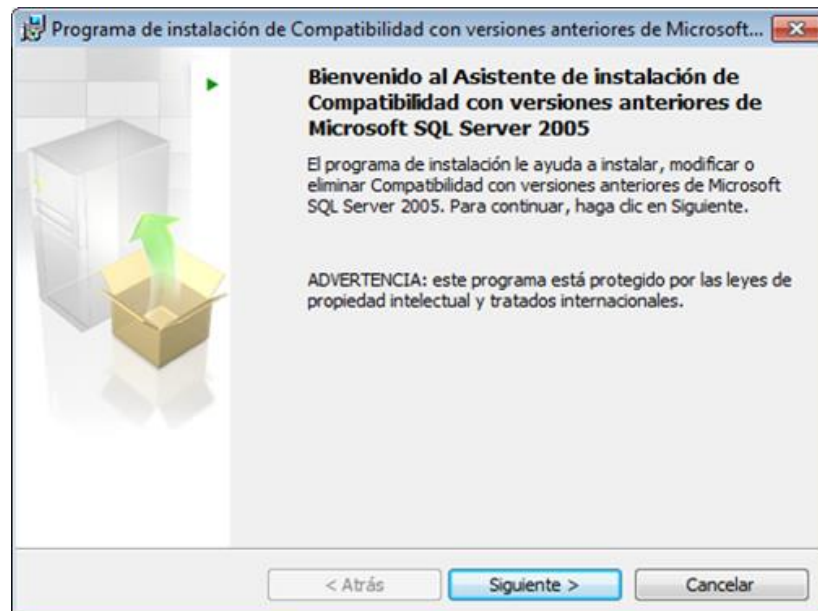 Programa de instalación de Compatibilidad con versiones anteriores de Microsoft...
Bienvenido al Asistente de instalación de
Compatibilidad con versiones anteriores de
Microsoft SQL Server 2005
El programa de instalación le ayuda a instalar, modificar o
eliminar Compatibilidad con versiones anteriores de Microsoft
SQL Server 2005. Para continuar, haga clic en Siguiente.
ADVERTENCIA: este programa está protegido por las leyes de
propiedad intelectual y tratados internacionales.
< Atrás
Siguiente >
Cancelar